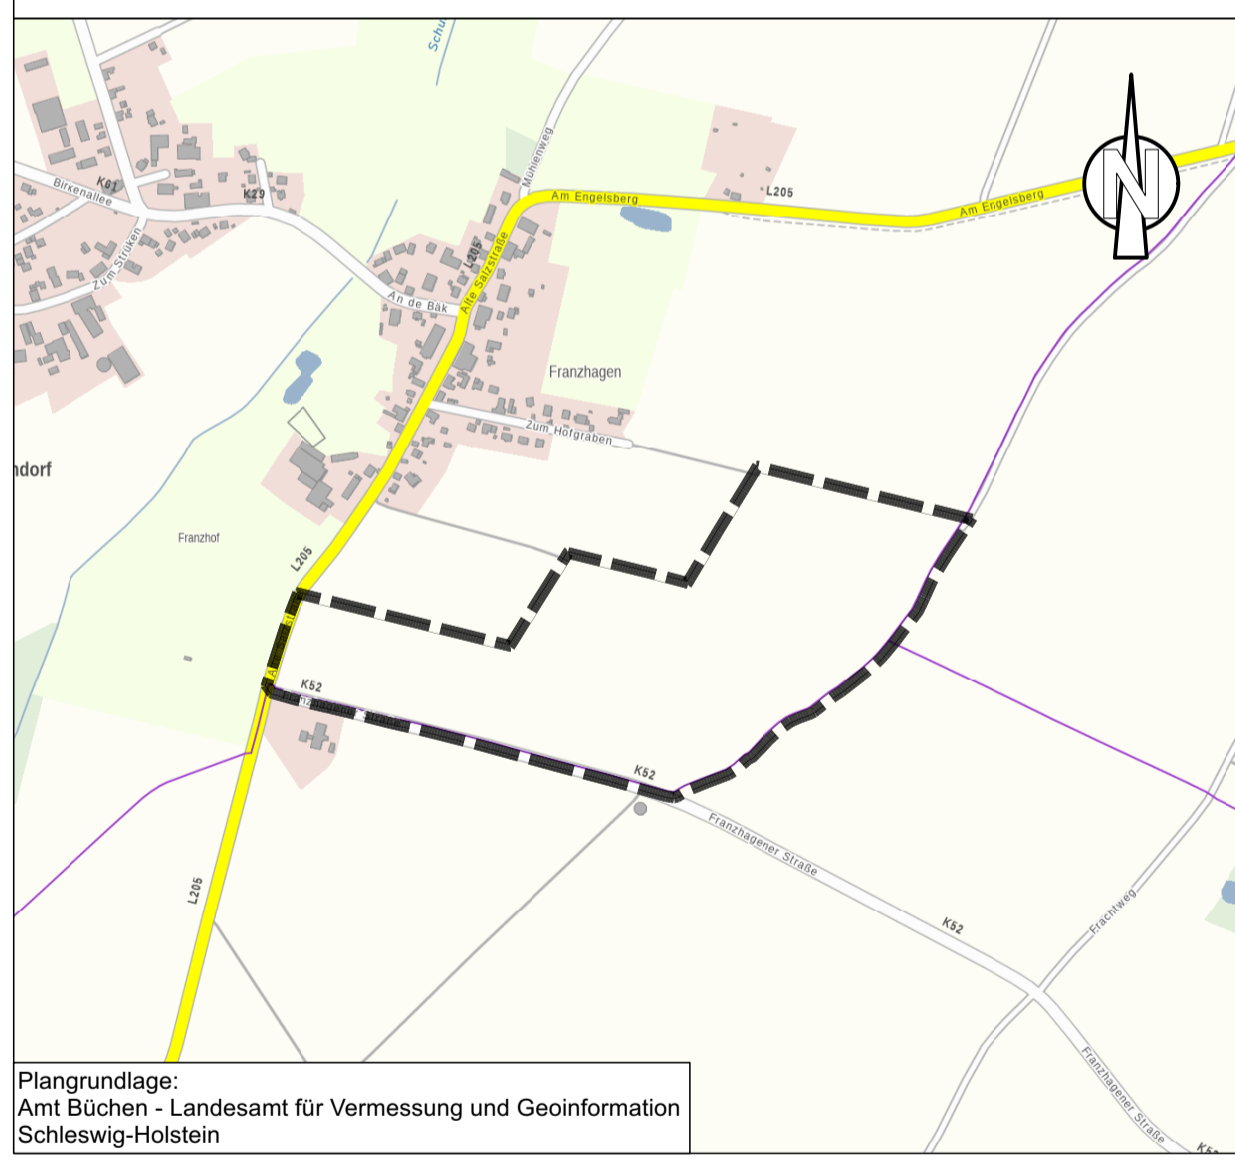 Schu
Mühlenweg
K61
Birkenallee
K29
Zum Strüken
L205
Am Engelsberg
Am Engelsberg
N
L205
Alte Salzstraße
An de Bäk
Franzhagen
Zum Hofgraben
ndorf
Franzhof
L205
K52
K52
Franzhagener Straße
L205
K52
Frachtweg
Franzhagener Straße
Plangrundlage:
Amt Büchen - Landesamt für Vermessung und Geoinformation
Schleswig-Holstein